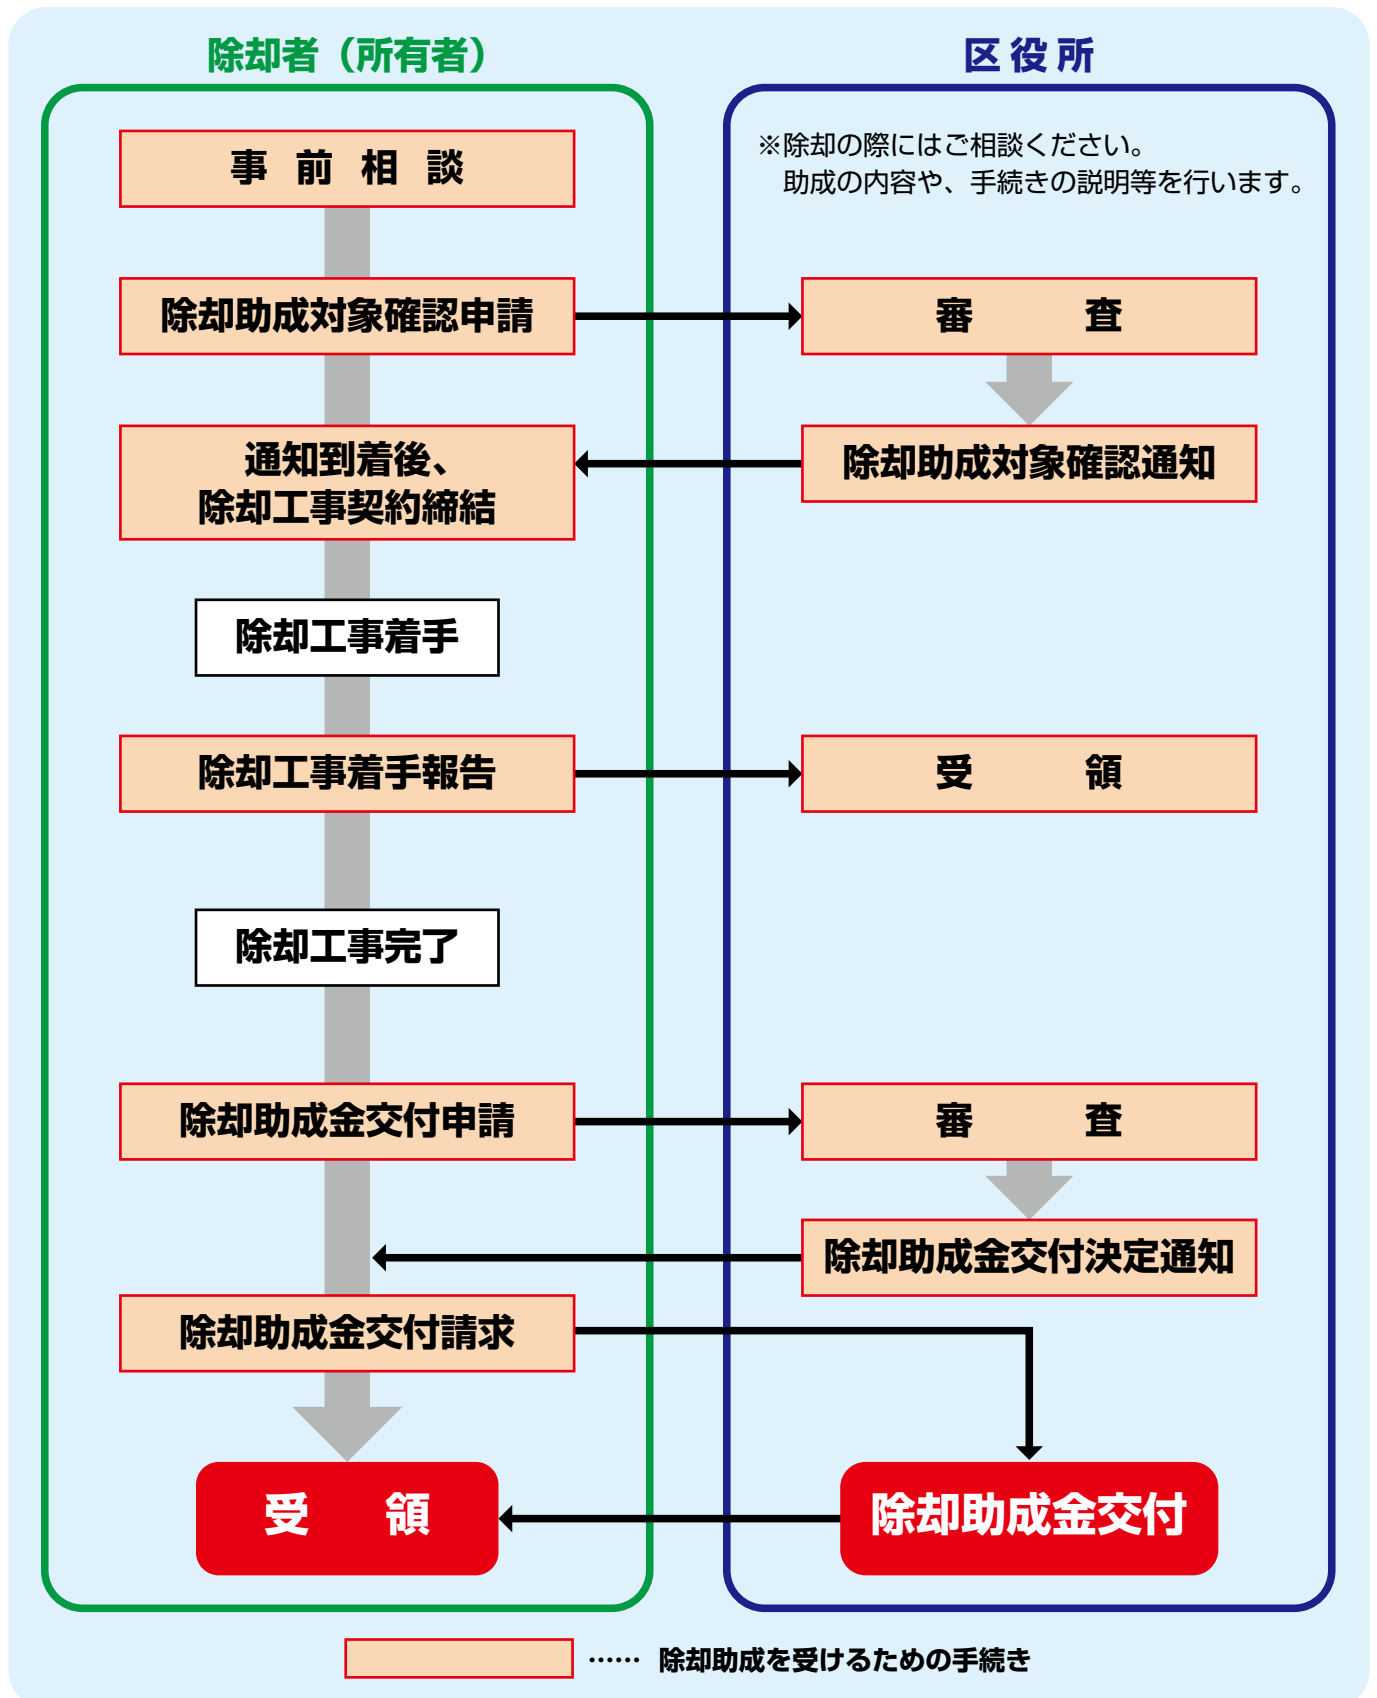 除却者（所有者）
区役所
事前相談
※除却の際にはご相談ください。
助成の内容や、手続きの説明等を行います。
除却助成対象確認申請
審査
通知到着後、
除却工事契約締結
除却助成対象確認通知
除却工事着手
除却工事着手報告
受領
除却工事完了
除却助成金交付申請
審査
除却助成金交付決定通知
除却助成金交付請求
受領
除却助成金交付
…… 除却助成を受けるための手続き